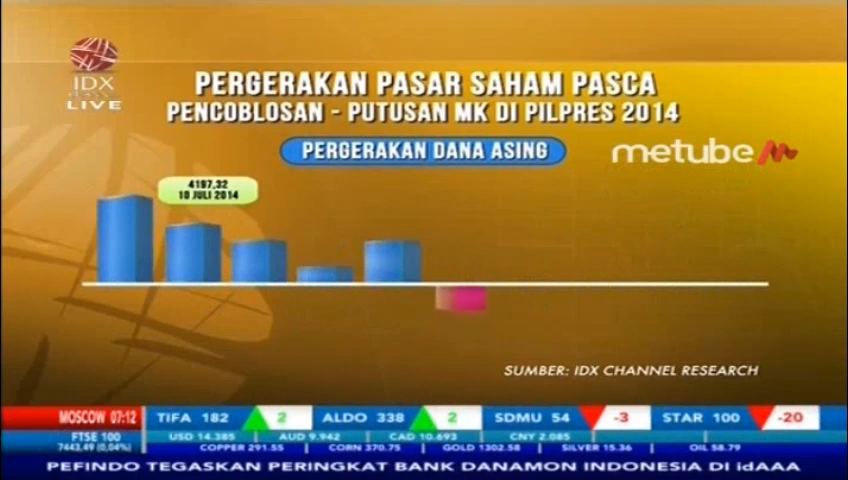 IDX
LIVE
PERGERAKAN PASAR SAHAM PASCA
PENCOBLOSAN - PUTUSAN MK DI PILPRES 2014
PERGERAKAN DANA ASING
metube
4197,32
10 JULI 2014
SUMBER: IDX CHANNEL RESEARCH
MOSCOW 07:12 TIFA 182 2 ALDO 338 2 SDMU 54 -3 STAR 100 -20
FTSE 100 USD 14.385 AUD 9.942 CAD 10.693 CNY 2.085
7443,49 (0,04%) COPPER 291.55 CORN 370.75 GOLD 1302.58 SILVER 15.36 OIL 58.79
PEFINDO TEGASKAN PERINGKAT BANK DANAMON INDONESIA DI idAAA